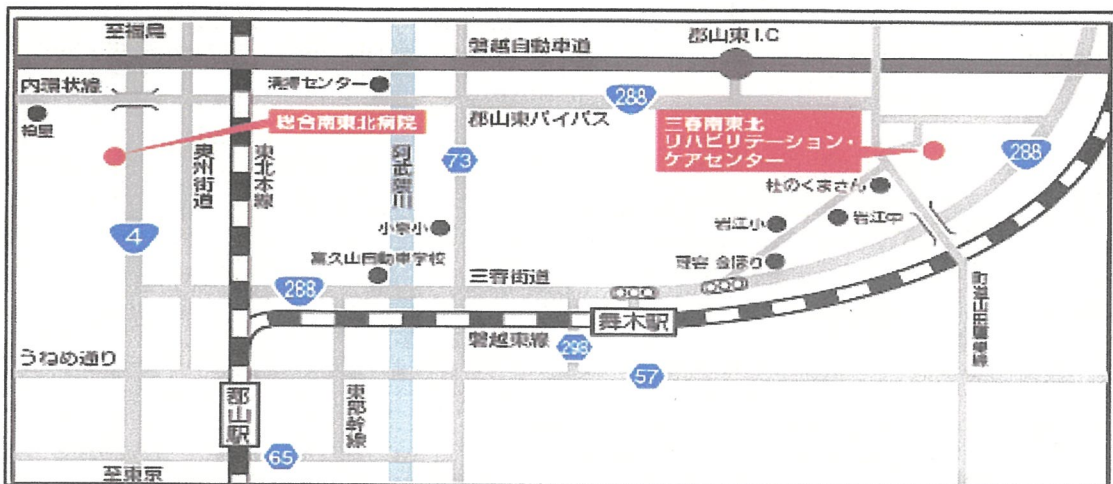 至福島
磐越自動車道
郡山東I.C
内環状線
清掃センター
288
柏屋
総合南東北病院
郡山東バイパス
三春南東北
リハビリテーション・
ケアセンター
288
奥州街道
東北本線
阿武隈川
73
杜のくまさん
4
小泉小
岩江小
岩江中
富久山自動車学校
288
三春街道
舞木駅
磐越東線
298
うねめ通り
57
郡山駅
東部幹線
65
至東京